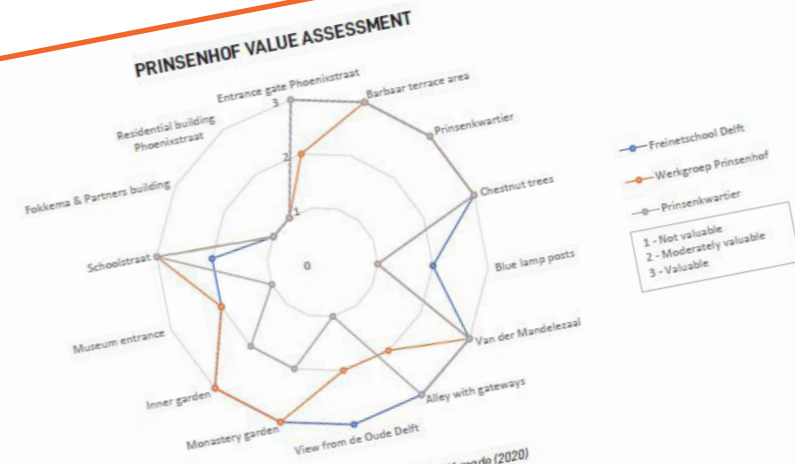 PRINSENHOF VALUE ASSESSMENT
Entrance gate Phoenixstraat
Barbaar terrace area
Prinsenkwartier
Chestnut trees
Blue lamp posts
Van der Mandelezaal
Alley with gateways
View from de Oude Delft
Monastery garden
Inner garden
Museum entrance
Schoolstraat
Fokkema & Partners building
Residential building
Phoenixstraat
3
2
1
0
Freinetschool Delft
Werkgroep Prinsenhof
Prinsenkwartier
1 - Not valuable
2 - Moderately valuable
3 - Valuable
(2020)